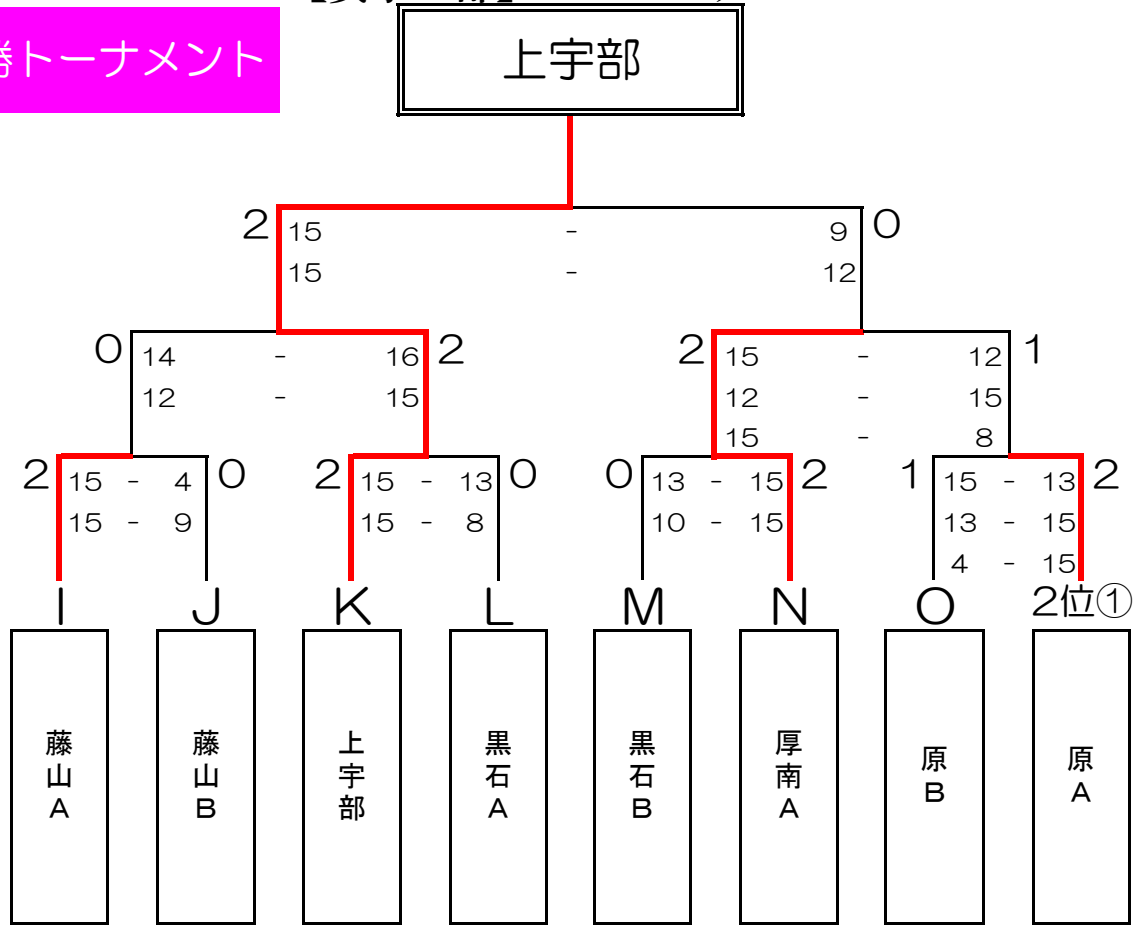 勝トーナメント
上宇部
2 15 - 9 0
15 - 12
0 14 - 16 2
12 - 15
2 15 - 12 1
12 - 15
15 - 8
2 15 - 4 0
15 - 9
2 15 - 13 0
15 - 8
0 13 - 15 2
10 - 15
1 15 - 13 2
13 - 15
4 - 15
I J K L M N O 2位①
藤山A
藤山B
上宇部
黒石A
黒石B
厚南A
原B
原A